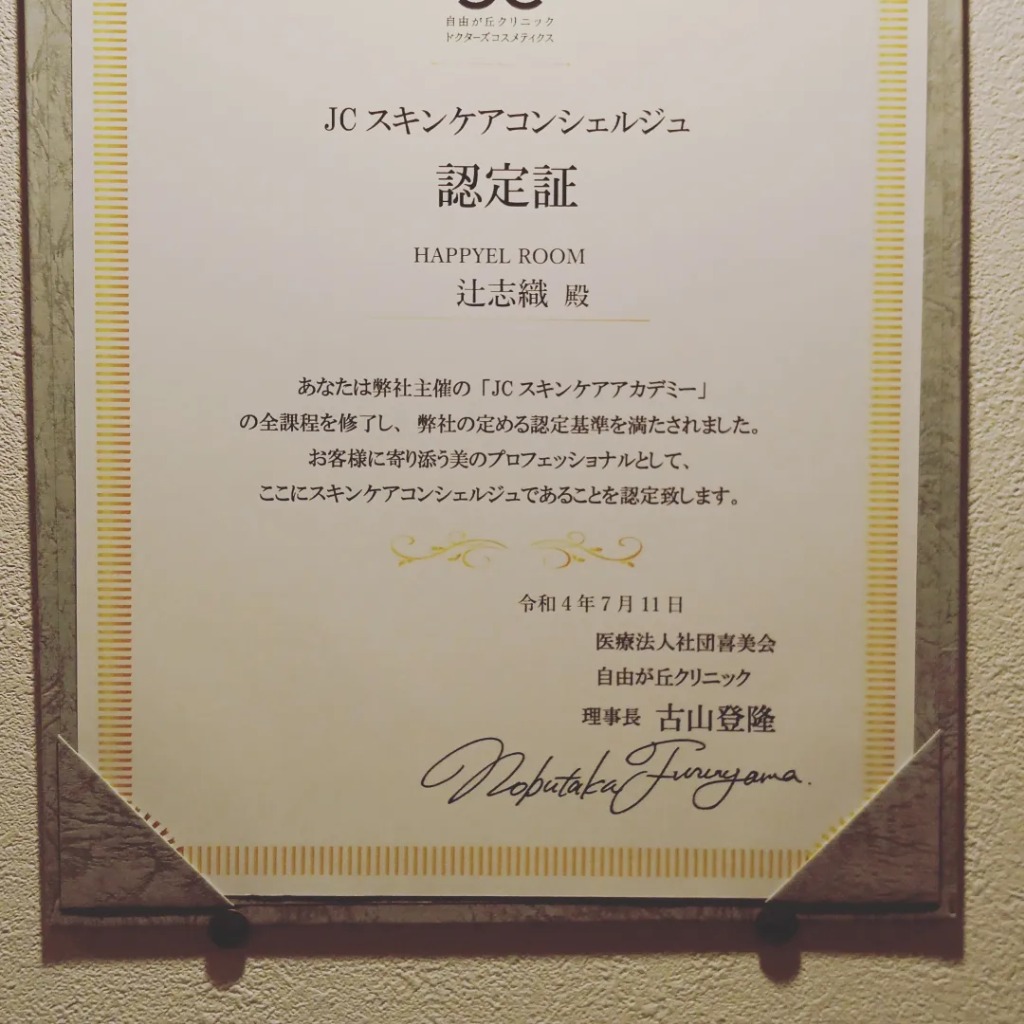 自由が丘クリニック
ドクターズコスメティクス
JC スキンケアコンシェルジュ
認定証
HAPPYEL ROOM
辻志織 殿
あなたは弊社主催の「JC スキンケアアカデミー」
の全課程を修了し、弊社の定める認定基準を満たされました。
お客様に寄り添う美のプロフェッショナルとして、
ここにスキンケアコンシェルジュであることを認定致します。
令和4年7月11日
医療法人社団喜美会
自由が丘クリニック
理事長 古山登隆
Nobutaka Furuyama.